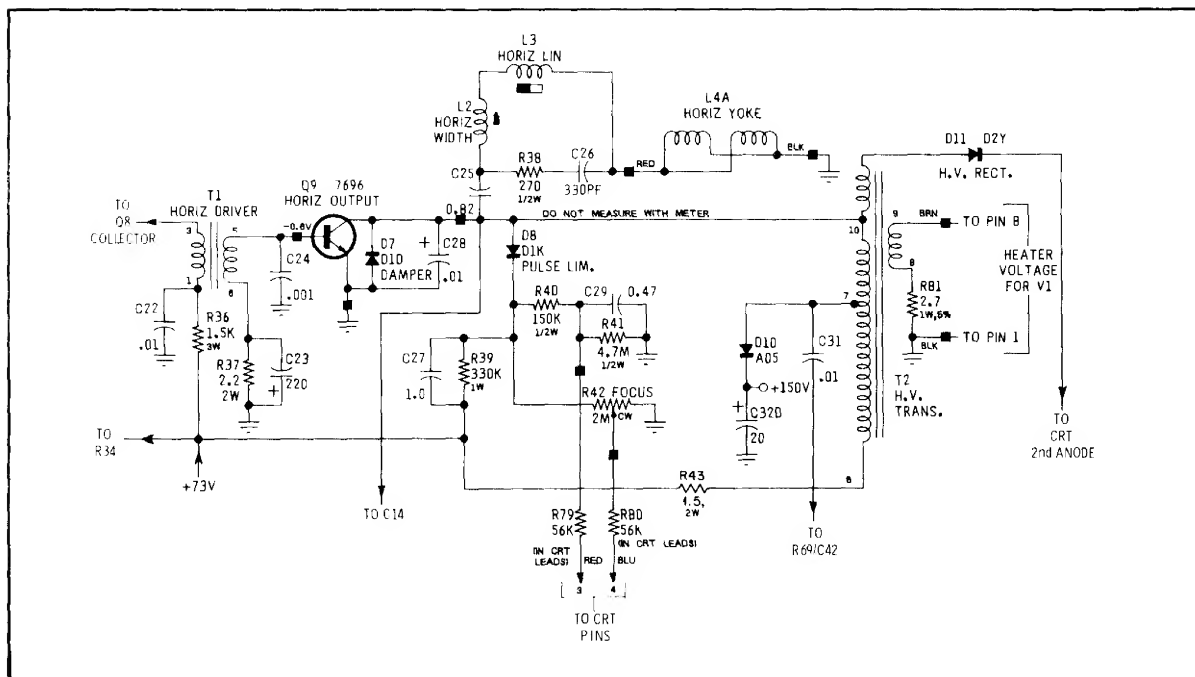 L3
HORIZ LIN
L2
HORIZ
WIDTH
L4A
HORIZ YOKE
RED
BLK
C25
R38
270
1/2W
C26
330PF
D11 D2Y
H.V. RECT.
T1
HORIZ DRIVER
TO
Q8
COLLECTOR
3
5
1
6
Q9 7696
HORIZ OUTPUT
-0.6V
0.82
DO NOT MEASURE WITH METER
10
9
BRN
TO PIN 8
HEATER
VOLTAGE
FOR V1
8
R81
2.7
1W,5%
BLK
TO PIN 1
C24
.001
D7
D1D
DAMPER
+
C28
.01
D8
D1K
PULSE LIM.
C22
.01
R36
1.5K
3W
R37
2.2
2W
C23
220
+
R40
150K
1/2W
C29 0.47
R41
4.7M
1/2W
C27
1.0
R39
330K
1W
R42 FOCUS
2M CW
7
D10
A05
C31
.01
+150V
+
C32D
20
T2
H.V.
TRANS.
TO
CRT
2nd ANODE
TO
R34
+73V
TO C14
R43
1.5,
2W
6
R79
56K
R80
56K
(IN CRT
LEADS)
RED
(IN CRT LEADS)
BLU
3 4
TO CRT
PINS
TO
R69/C42